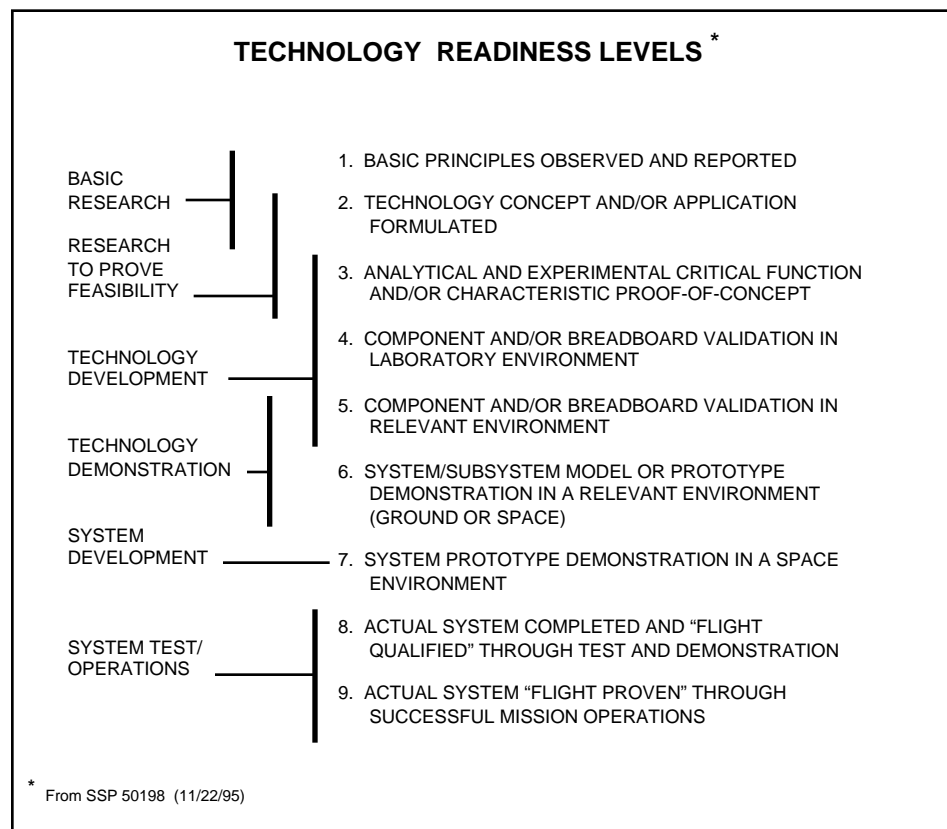 TECHNOLOGY READINESS LEVELS *
BASIC
RESEARCH
RESEARCH
TO PROVE
FEASIBILITY
TECHNOLOGY
DEVELOPMENT
TECHNOLOGY
DEMONSTRATION
SYSTEM
DEVELOPMENT
SYSTEM TEST/
OPERATIONS
1. BASIC PRINCIPLES OBSERVED AND REPORTED
2. TECHNOLOGY CONCEPT AND/OR APPLICATION
FORMULATED
3. ANALYTICAL AND EXPERIMENTAL CRITICAL FUNCTION
AND/OR CHARACTERISTIC PROOF-OF-CONCEPT
4. COMPONENT AND/OR BREADBOARD VALIDATION IN
LABORATORY ENVIRONMENT
5. COMPONENT AND/OR BREADBOARD VALIDATION IN
RELEVANT ENVIRONMENT
6. SYSTEM/SUBSYSTEM MODEL OR PROTOTYPE
DEMONSTRATION IN A RELEVANT ENVIRONMENT
(GROUND OR SPACE)
7. SYSTEM PROTOTYPE DEMONSTRATION IN A SPACE
ENVIRONMENT
8. ACTUAL SYSTEM COMPLETED AND “FLIGHT
QUALIFIED” THROUGH TEST AND DEMONSTRATION
9. ACTUAL SYSTEM “FLIGHT PROVEN” THROUGH
SUCCESSFUL MISSION OPERATIONS
* From SSP 50198 (11/22/95)